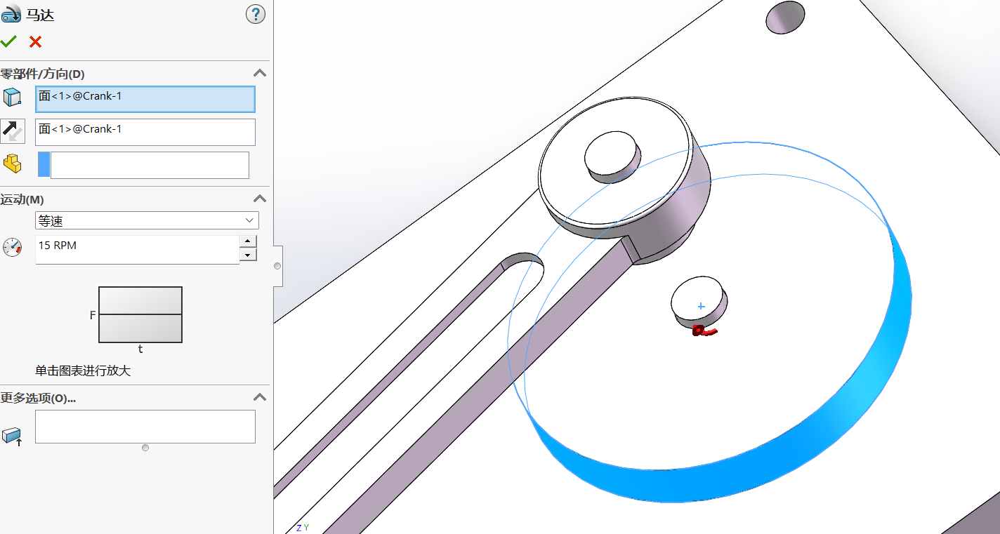 马达
?
零部件/方向(D)
面<1>@Crank-1
面<1>@Crank-1
运动(M)
等速
15 RPM
F
t
单击图表进行放大
更多选项(O)...
Z Y